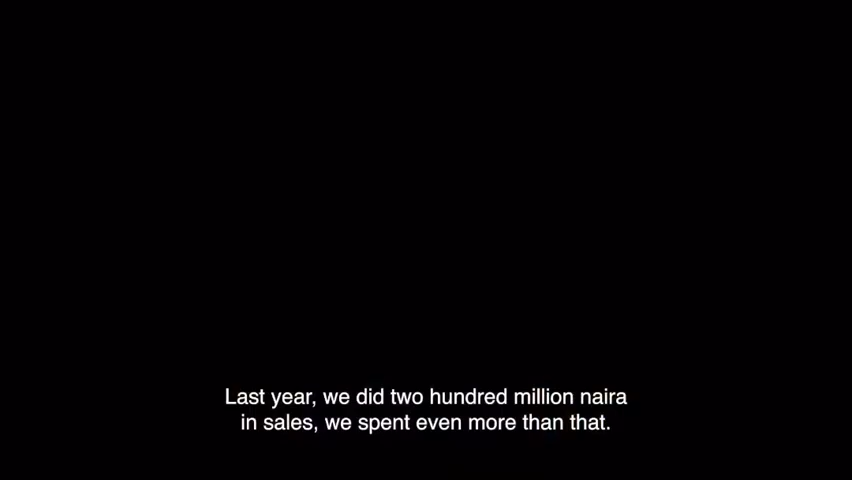 Last year, we did two hundred million naira
in sales, we spent even more than that.